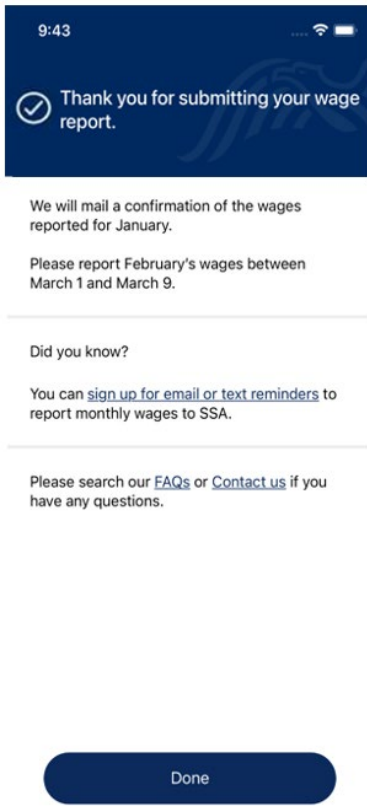 9:43
Thank you for submitting your wage
report.
We will mail a confirmation of the wages
reported for January.
Please report February's wages between
March 1 and March 9.
Did you know?
You can sign up for email or text reminders to
report monthly wages to SSA.
Please search our FAQs or Contact us if you
have any questions.
Done